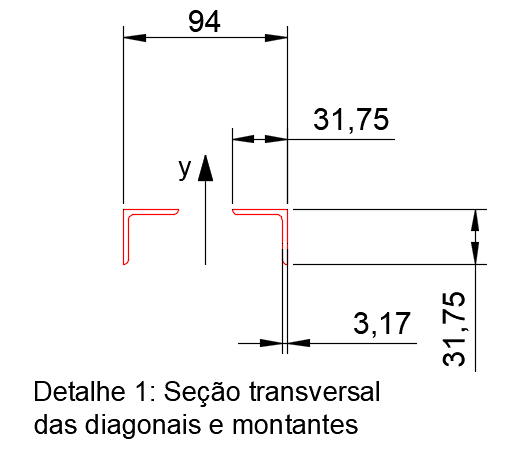 94
31,75
y
3,17
31,75
Detalhe 1: Seção transversal
das diagonais e montantes